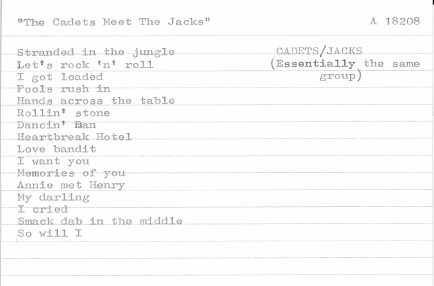 "The Cadets Meet The Jacks" A 18208
Stranded in the jungle CADETS/JACKS
Let's rock 'n' roll (Essentially the same
I got loaded group)
Fools rush in
Hands across the table
Rollin' stone
Dancin' Dan
Heartbreak Hotel
Love bandit
I want you
Memories of you
Annie met Henry
My darling
I cried
Smack dab in the middle
So will I